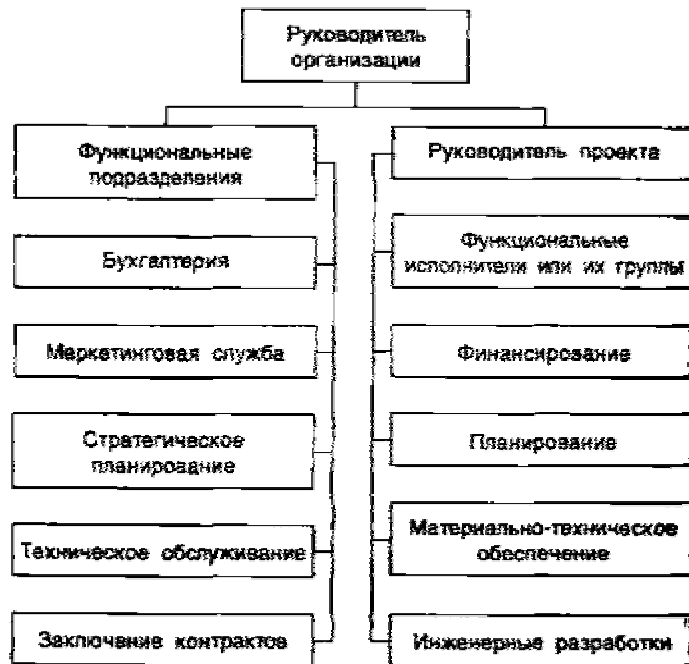 Руководитель
организации
Функциональные
подразделения
Бухгалтерия
Маркетинговая служба
Стратегическое
планирование
Техническое обслуживание
Заключение контрактов
Руководитель проекта
Функциональные
исполнители или их группы
Финансирование
Планирование
Материально-техническое
обеспечение
Инженерные разработки